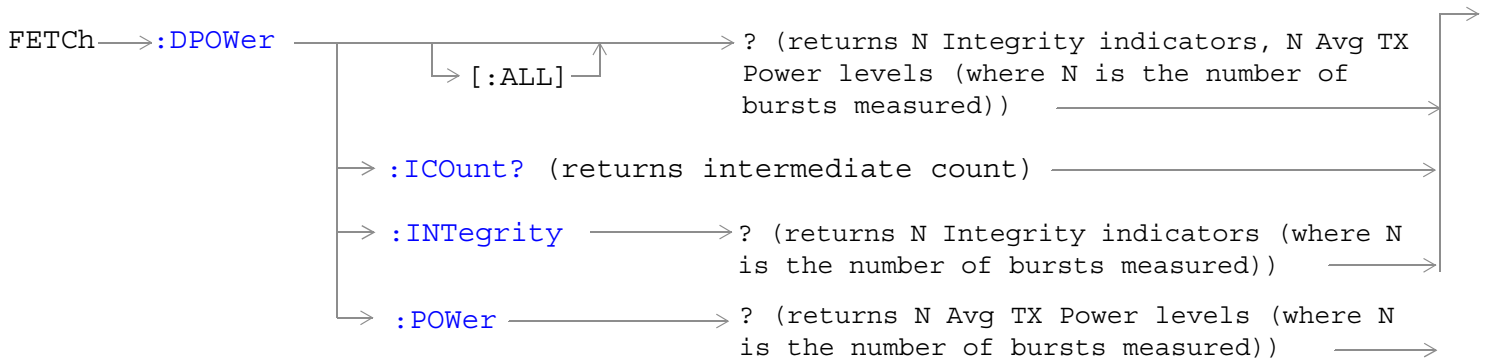 FETCh :DPOWer ? (returns N Integrity indicators, N Avg TX
[:ALL] Power levels (where N is the number of
bursts measured))
:ICOunt? (returns intermediate count)
:INTegrity ? (returns N Integrity indicators (where N
is the number of bursts measured))
:POWer ? (returns N Avg TX Power levels (where N
is the number of bursts measured))